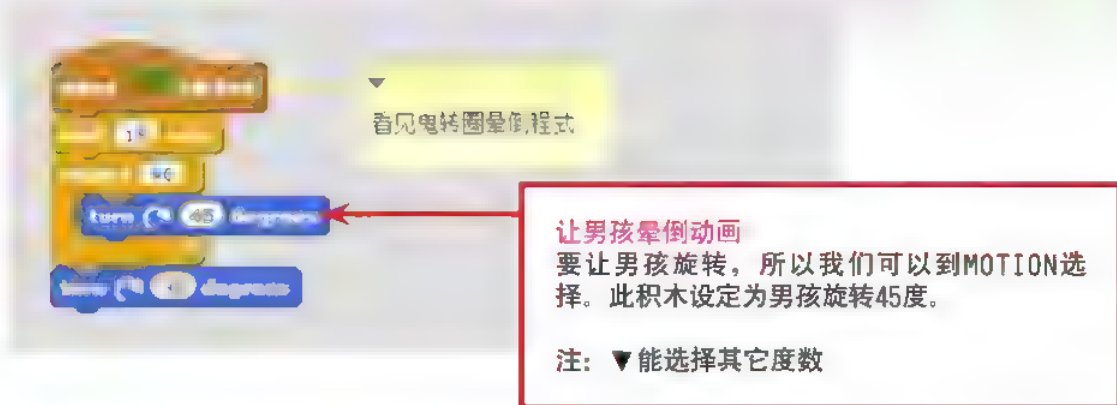 看见鬼转圈晕倒程式
turn 45 degrees
degrees
让男孩晕倒动画
要让男孩旋转，所以我们可以到MOTION选
择。此积木设定为男孩旋转45度。
注：▼能选择其它度数